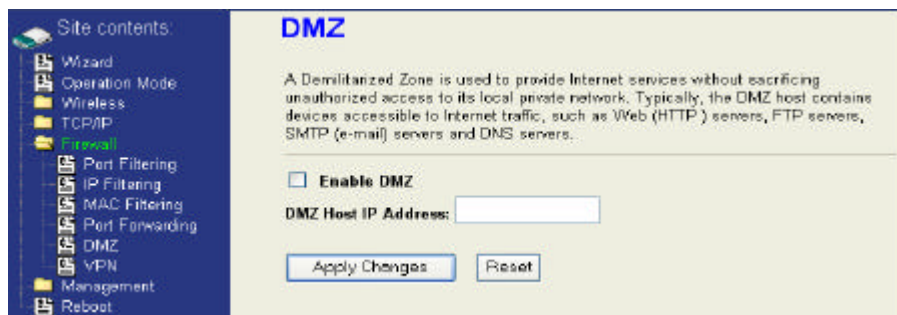 Site contents:
Wizard
Operation Mode
Wireless
TCP/IP
Firewall
Port Filtering
IP Filtering
MAC Filtering
Port Forwarding
DMZ
VPN
Management
Reboot
DMZ
A Demilitarized Zone is used to provide Internet services without sacrificing
unauthorized access to its local private network. Typically, the DMZ host contains
devices accessible to Internet traffic, such as Web (HTTP ) servers, FTP servers,
SMTP (e-mail) servers and DNS servers.
Enable DMZ
DMZ Host IP Address:
Apply Changes
Reset